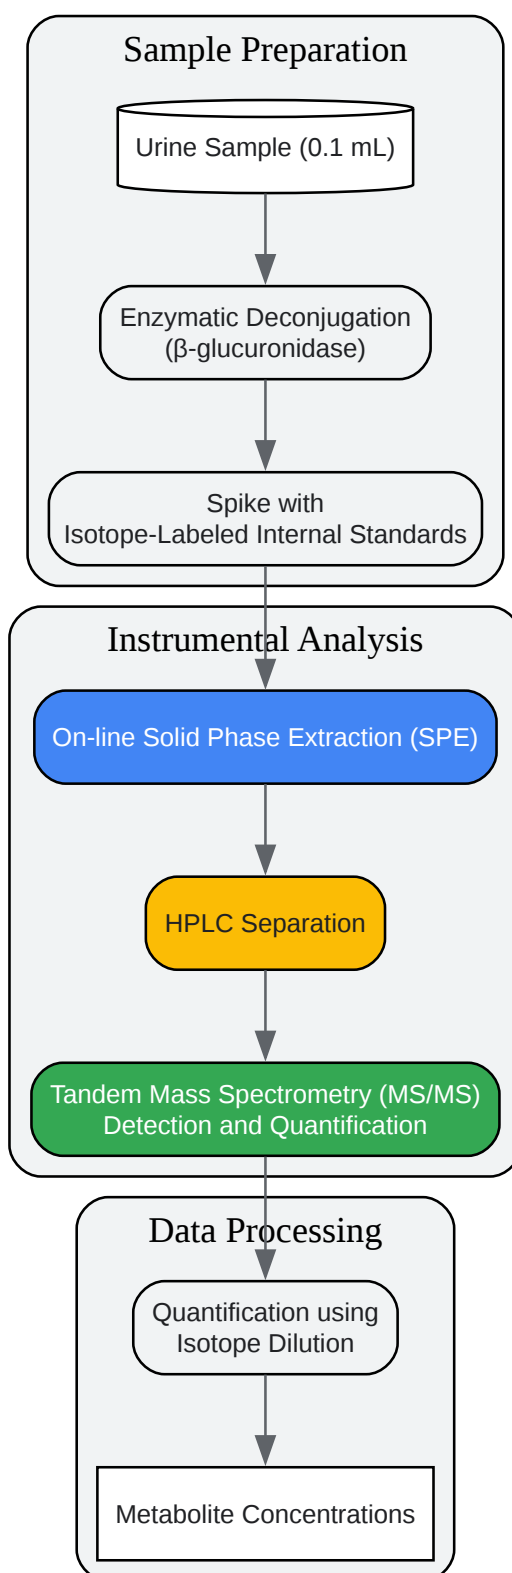 Sample Preparation
Urine Sample (0.1 mL)
Enzymatic Deconjugation
(β-glucuronidase)
Spike with
Isotope-Labeled Internal Standards
Instrumental Analysis
On-line Solid Phase Extraction (SPE)
HPLC Separation
Tandem Mass Spectrometry (MS/MS)
Detection and Quantification
Data Processing
Quantification using
Isotope Dilution
Metabolite Concentrations